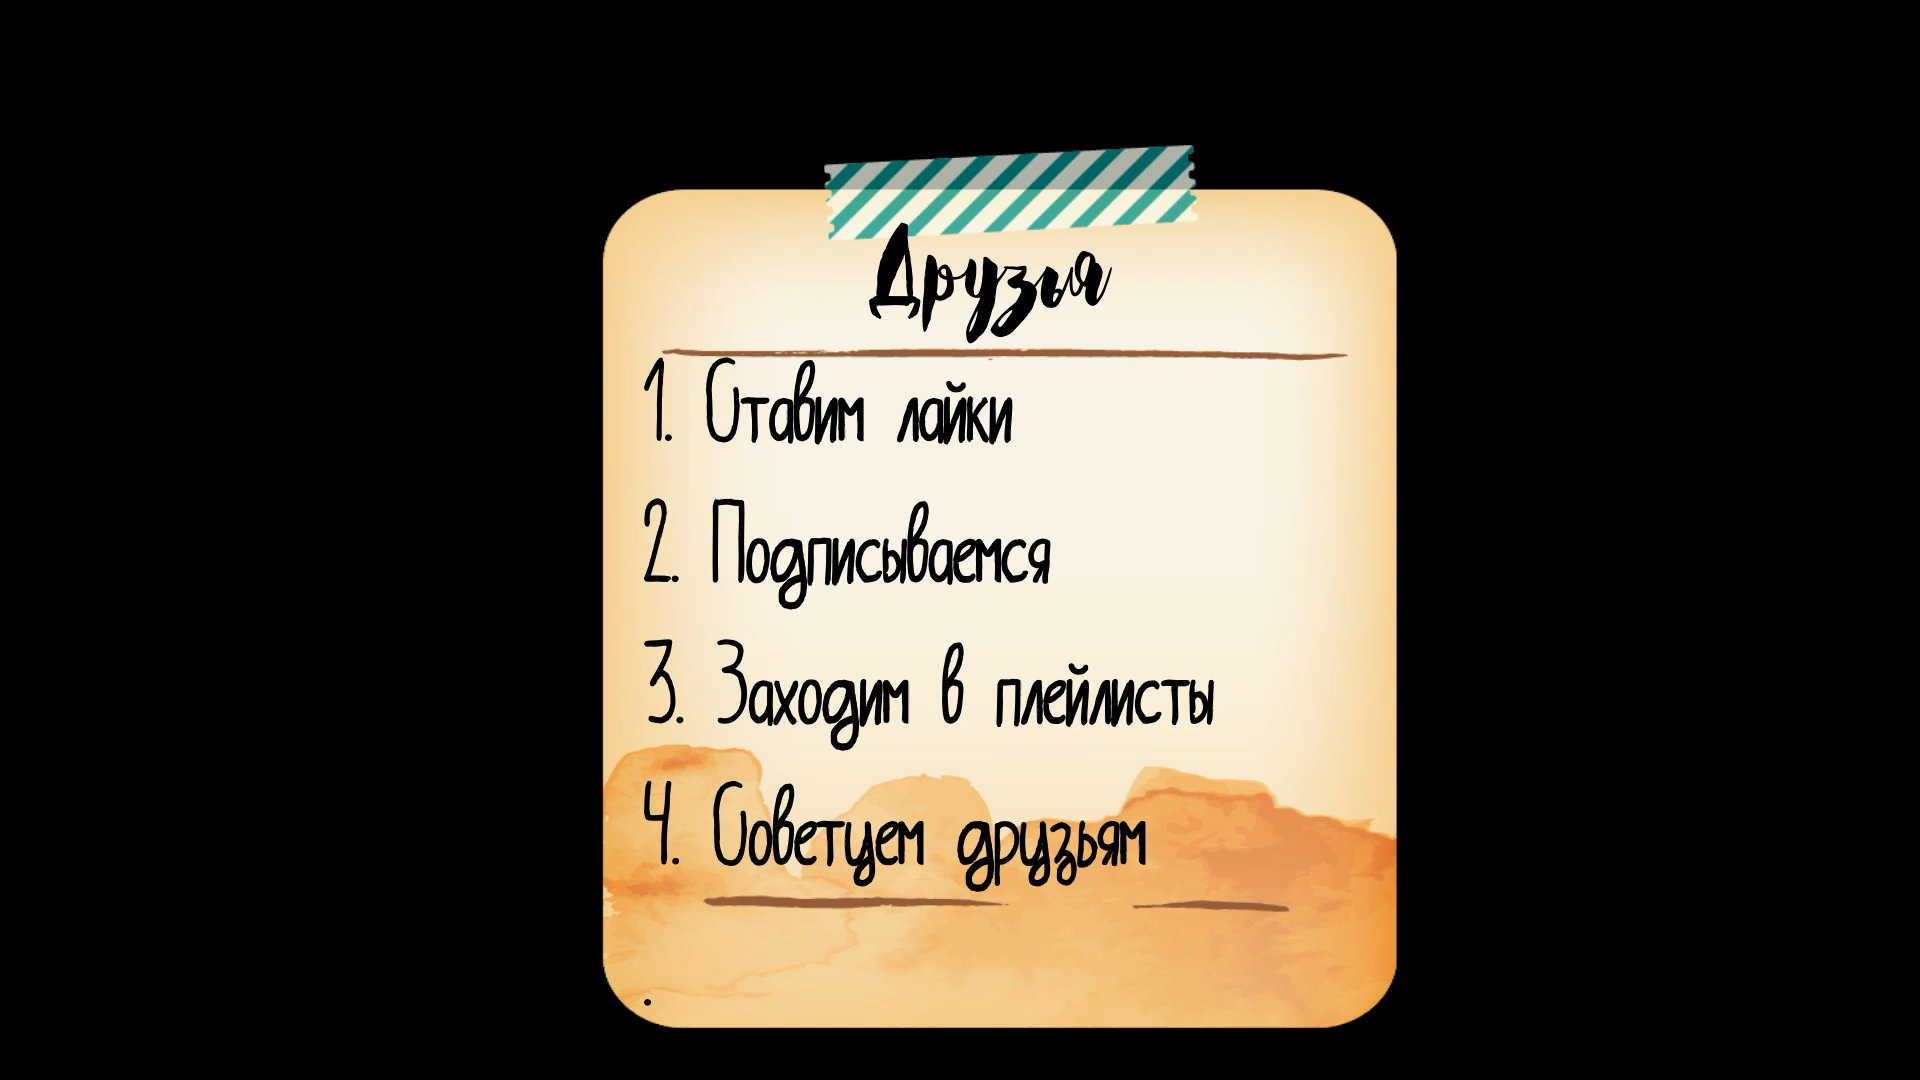 Друзья
1. Ставим лайки
2. Подписываемся
3. Заходим в плейлисты
4. Советуем друзьям
.